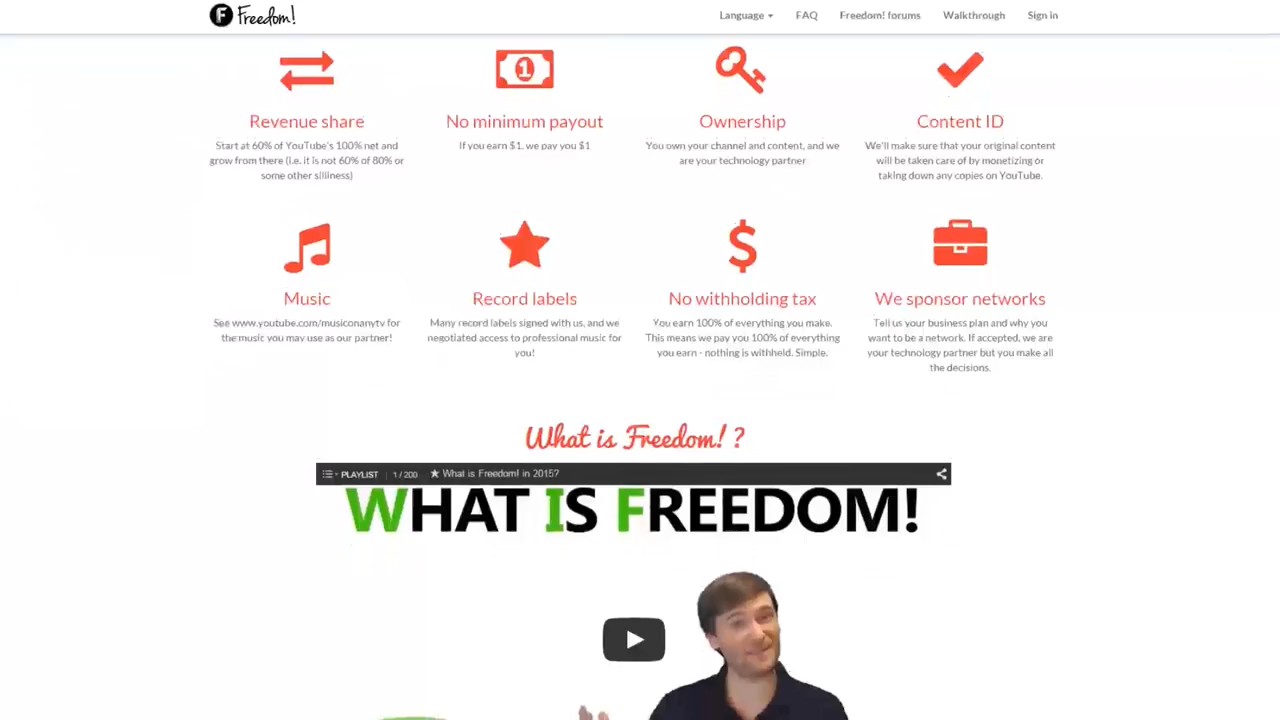 F Freedom!
Language FAQ Freedom! forums Walkthrough Sign in
1
Revenue share
Start at 60% of YouTube's 100% net and
grow from there (i.e. it is not 60% of 80% or
some other silliness)
No minimum payout
If you earn $1, we pay you $1
Ownership
You own your channel and content, and we
are your technology partner
Content ID
We'll make sure that your original content
will be taken care of by monetizing or
taking down any copies on YouTube.
$
Music
See www.youtube.com/musiconanytv for
the music you may use as our partner!
Record labels
Many record labels signed with us, and we
negotiated access to professional music for
you!
No withholding tax
You earn 100% of everything you make.
This means we pay you 100% of everything
you earn - nothing is withheld. Simple.
We sponsor networks
Tell us your business plan and why you
want to be a network. If accepted, we are
your technology partner but you make all
the decisions.
What is Freedom! ?
PLAYLIST | 1 / 200 ★ What is Freedom! in 2015?
WHAT IS FREEDOM!